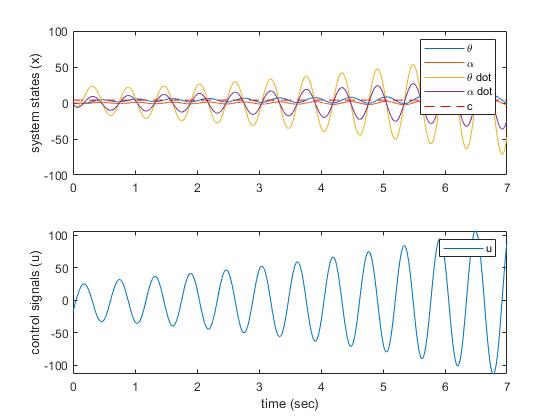 system states (x)
100
50
0
-50
-100
0 1 2 3 4 5 6 7
θ
α
θ dot
α dot
c
control signals (u)
100
50
0
-50
-100
0 1 2 3 4 5 6 7
u
time (sec)